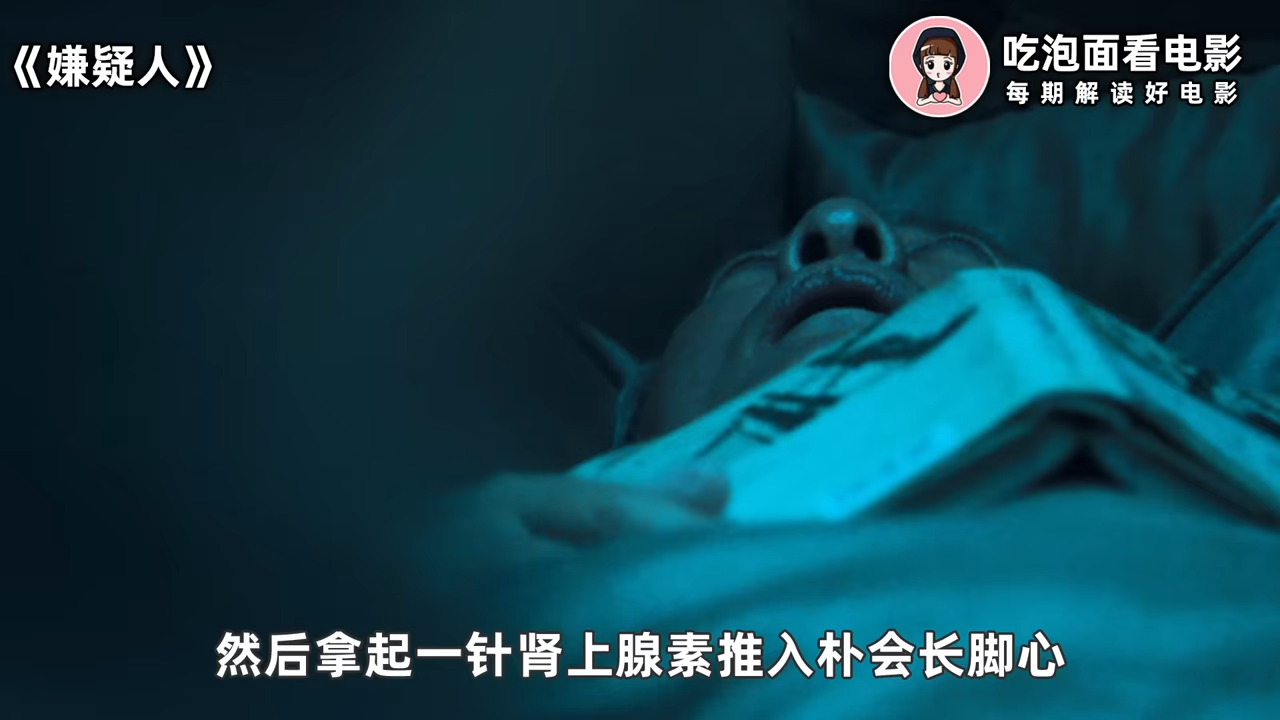 《嫌疑人》
吃泡面看电影
每期解读好电影
然后拿起一针肾上腺素推入朴会长脚心